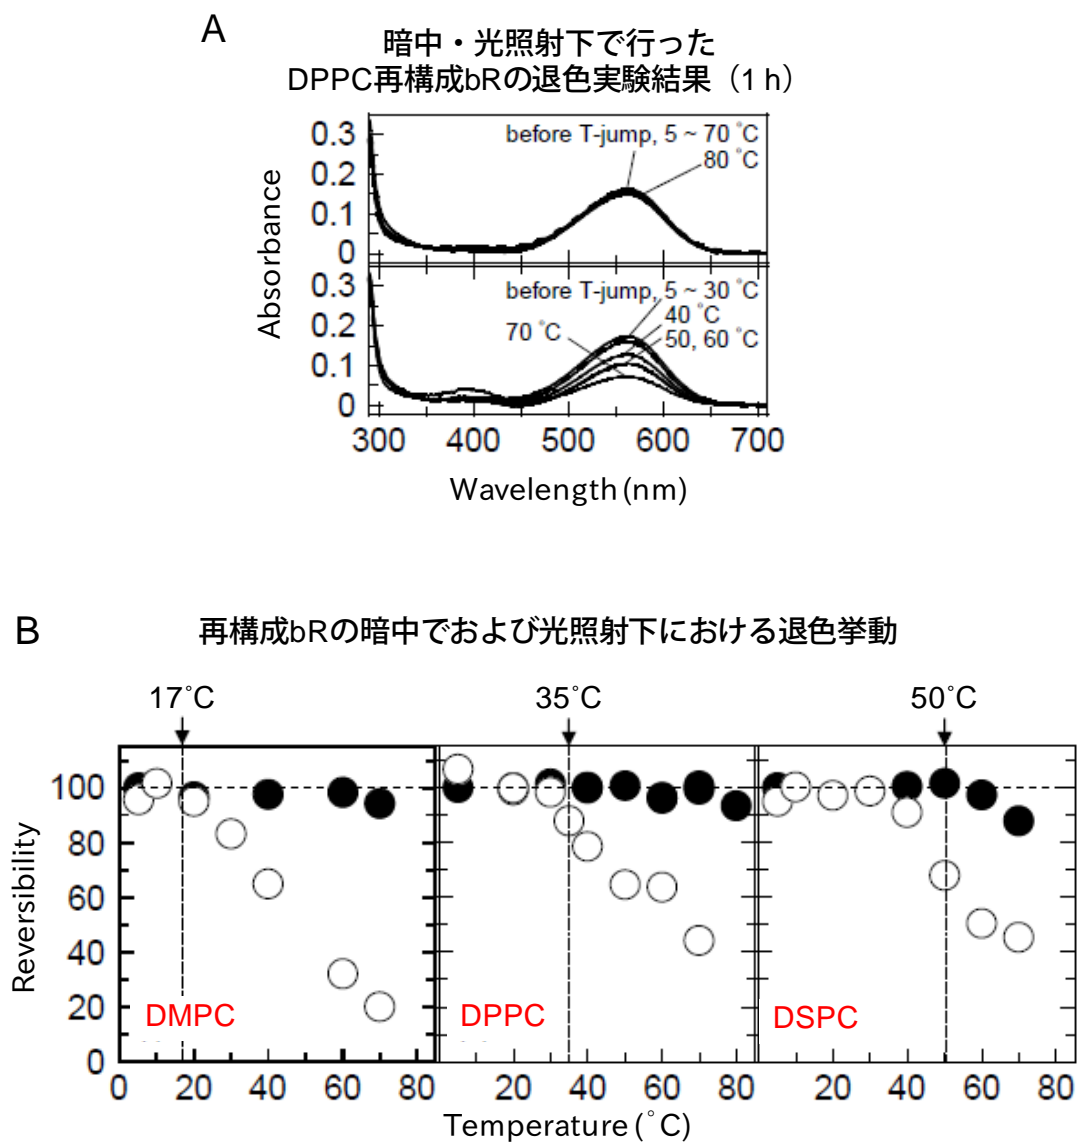 A
暗中・光照射下で行った
DPPC再構成bRの退色実験結果（1 h）
before T-jump, 5 ~ 70 ˚C
80 ˚C
0.3
0.2
0.1
0
before T-jump, 5 ~ 30 ˚C
40 ˚C
50, 60 ˚C
70 ˚C
0.3
0.2
0.1
0
Absorbance
300 400 500 600 700
Wavelength (nm)
B
再構成bRの暗中でおよび光照射下における退色挙動
17˚C 35˚C 50˚C
100
80
60
40
20
0
Reversibility
DMPC DPPC DSPC
0 20 40 60 80 20 40 60 80 20 40 60 80
Temperature (˚C)